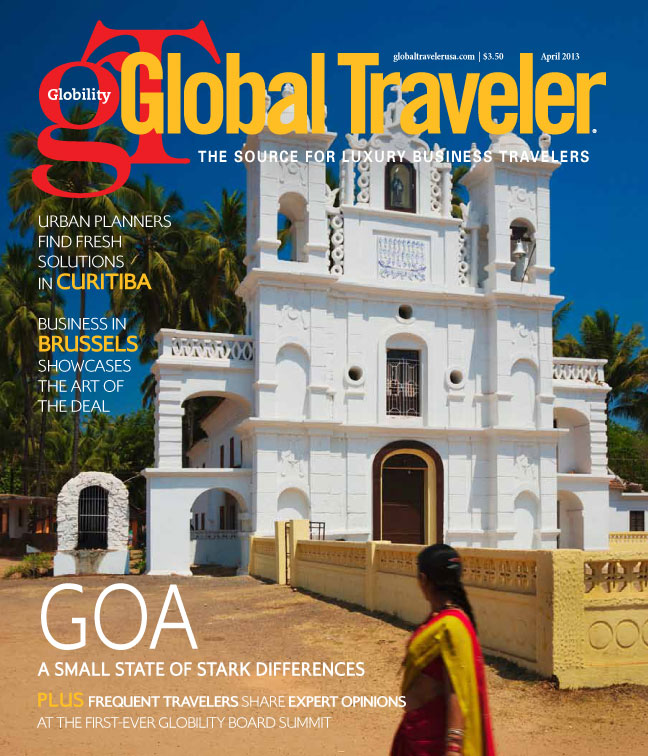 globaltravelerusa.com | $3.50 April 2013
gT
Globility
Global Traveler.
THE SOURCE FOR LUXURY BUSINESS TRAVELERS
URBAN PLANNERS
FIND FRESH
SOLUTIONS
IN CURITIBA
BUSINESS IN
BRUSSELS
SHOWCASES
THE ART OF
THE DEAL
GOA
A SMALL STATE OF STARK DIFFERENCES
PLUS FREQUENT TRAVELERS SHARE EXPERT OPINIONS
AT THE FIRST-EVER GLOBILITY BOARD SUMMIT